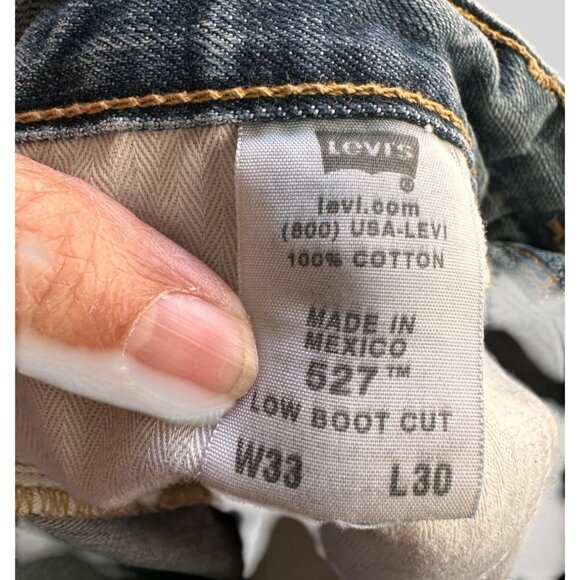 Levi's
®
levi.com
(800) USA-LEVI
100% COTTON
MADE IN
MEXICO
527™
LOW BOOT CUT
W33 L30